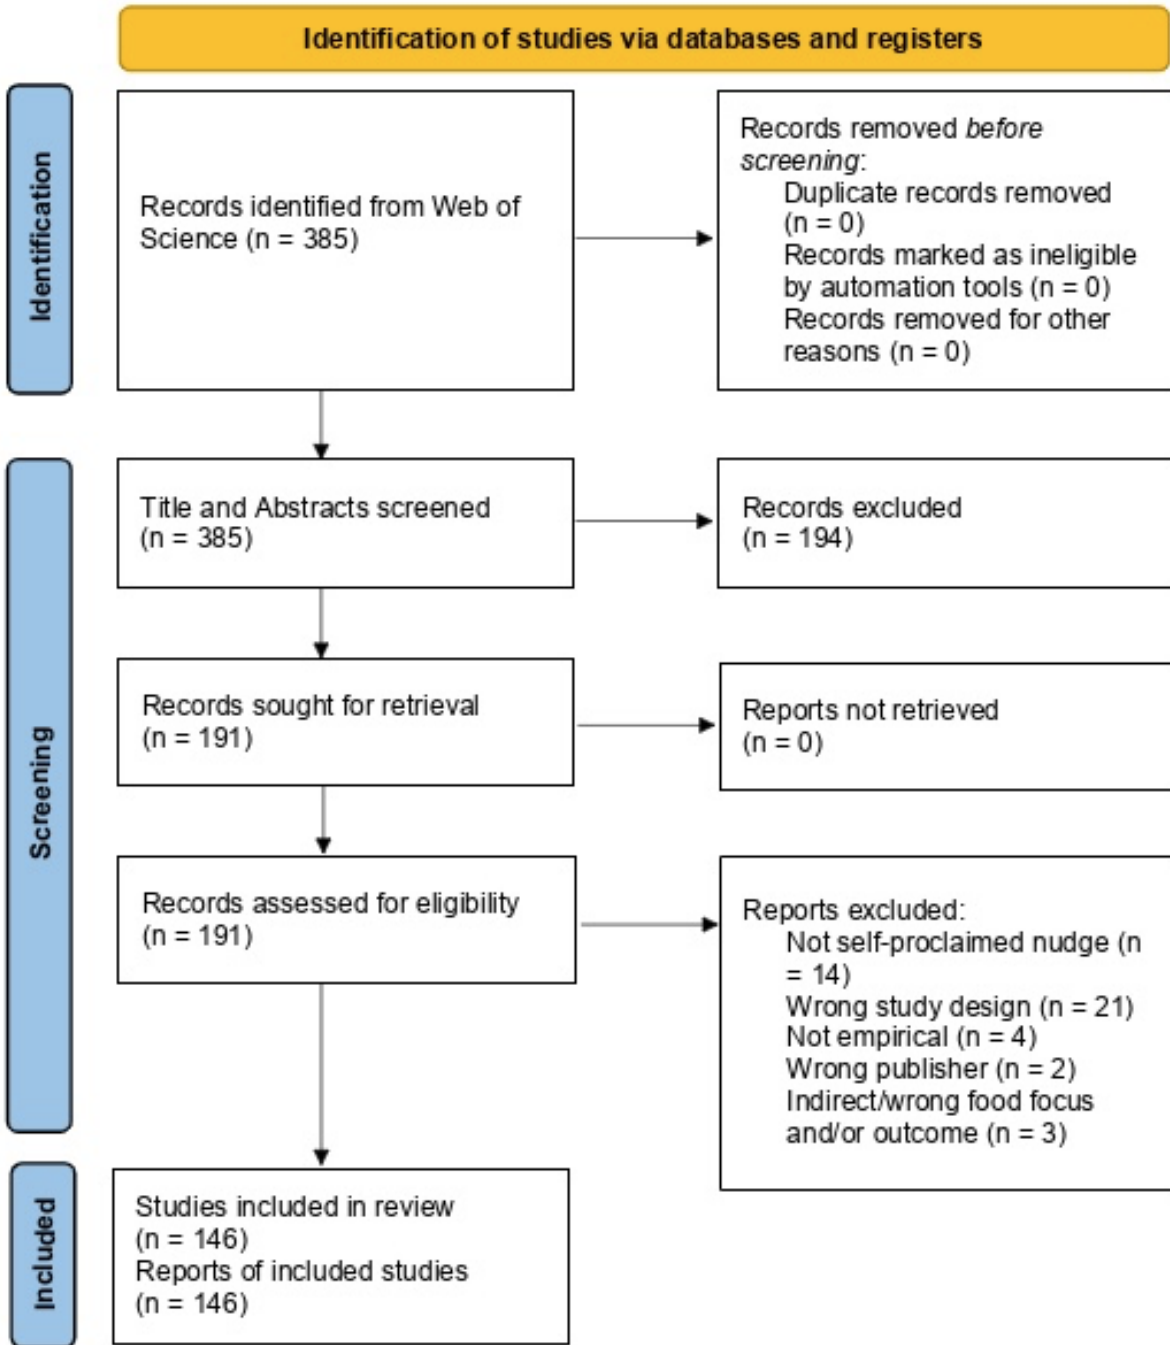 Identification of studies via databases and registers
Identification
Records identified from Web of
Science (n = 385)
Records removed before
screening:
Duplicate records removed
(n = 0)
Records marked as ineligible
by automation tools (n = 0)
Records removed for other
reasons (n = 0)
Screening
Title and Abstracts screened
(n = 385)
Records excluded
(n = 194)
Records sought for retrieval
(n = 191)
Reports not retrieved
(n = 0)
Records assessed for eligibility
(n = 191)
Reports excluded:
Not self-proclaimed nudge (n
= 14)
Wrong study design (n = 21)
Not empirical (n = 4)
Wrong publisher (n = 2)
Indirect/wrong food focus
and/or outcome (n = 3)
Included
Studies included in review
(n = 146)
Reports of included studies
(n = 146)